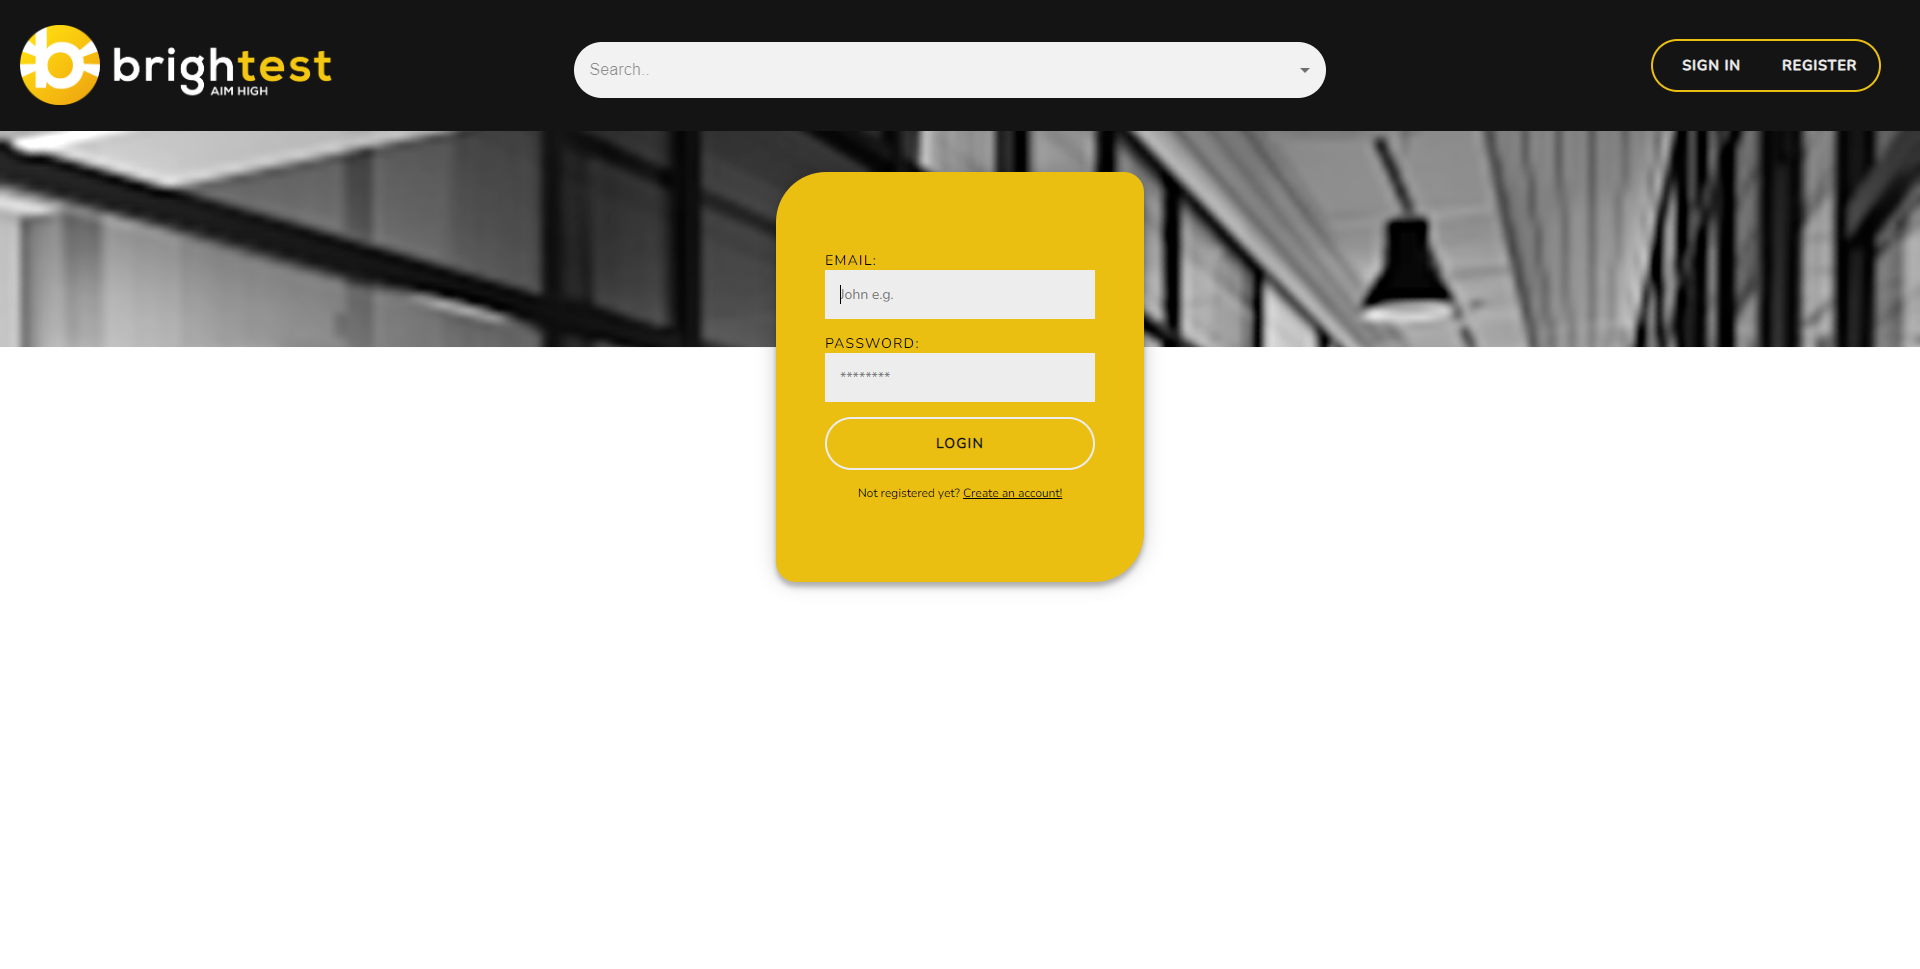 brightest
AIM HIGH
Search..
SIGN IN
REGISTER
EMAIL:
John e.g.
PASSWORD:
********
LOGIN
Not registered yet? Create an account!